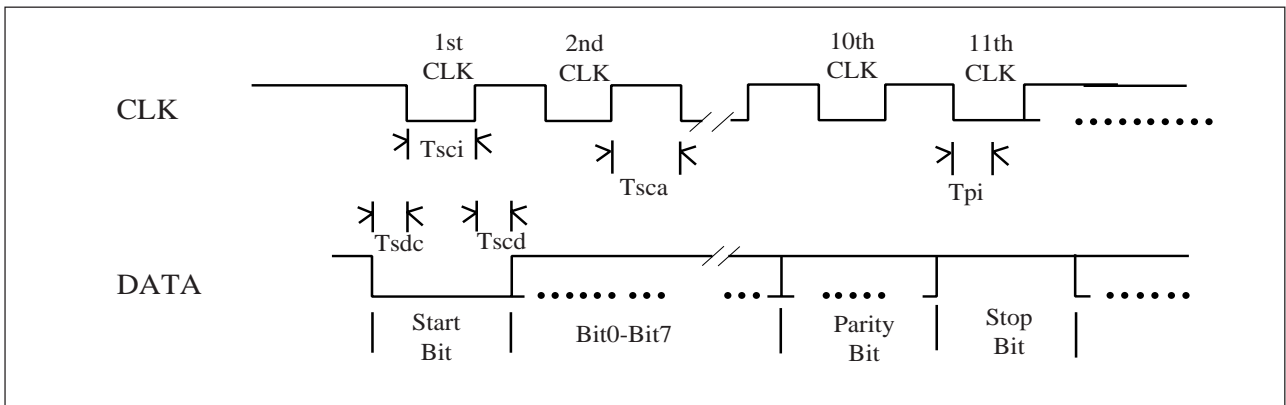 1st
CLK
2nd
CLK
10th
CLK
11th
CLK
CLK
Tsci
Tsca
Tpi
Tsdc
Tscd
DATA
Start
Bit
Bit0-Bit7
Parity
Bit
Stop
Bit